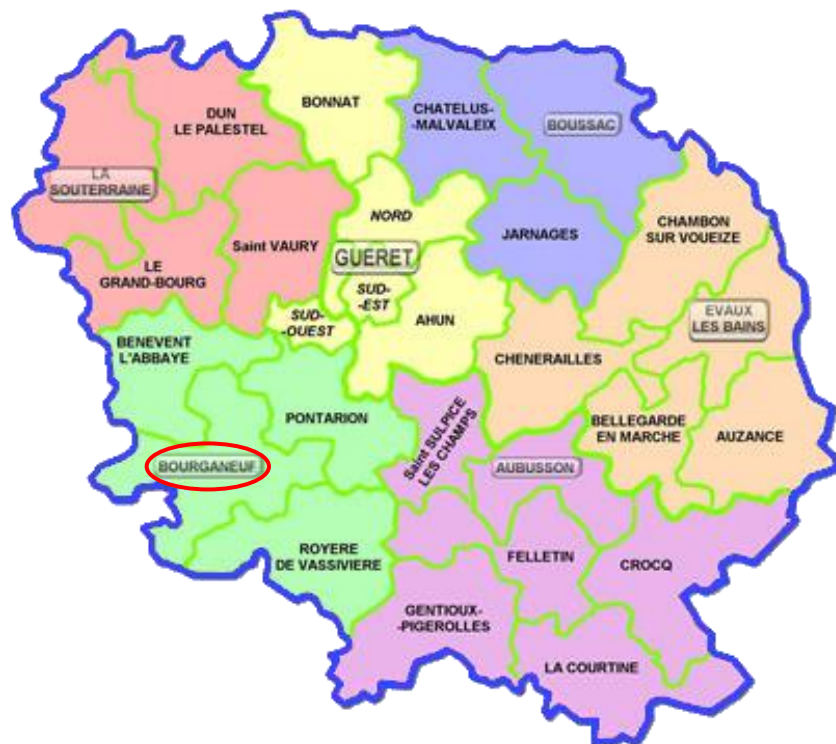 BONNAT
DUN
LE PALESTEL
CHATELUS-
-MALVALEIX
BOUSSAC
LA
SOUTERRAINE
NORD
CHAMBON
SUR VOUEIZE
Saint VAURY
JARNAGES
LE
GRAND-BOURG
GUERET
SUD-
-EST
SUD-
-OUEST
AHUN
EVAUX
LES BAINS
BENEVENT
L'ABBAYE
CHENERAILLES
PONTARION
Saint SULPICE
LES CHAMPS
BELLEGARDE
EN MARCHE
AUZANCE
BOURGANEUF
AUBUSSON
ROYERE
DE VASSIVIERE
FELLETIN
CROCQ
GENTIOUX-
-PIGEROLLES
LA COURTINE